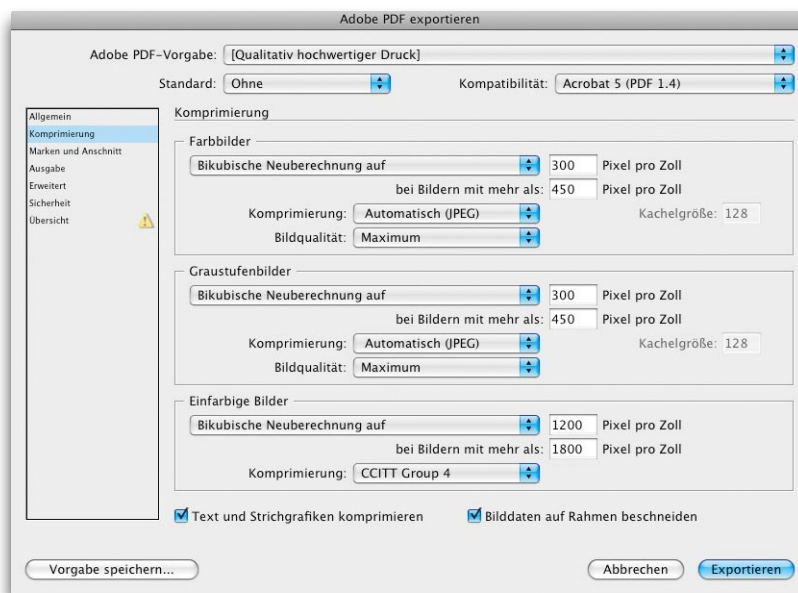 Adobe PDF exportieren
Adobe PDF-Vorgabe: [Qualitativ hochwertiger Druck]
Standard: Ohne Kompatibilität: Acrobat 5 (PDF 1.4)
Allgemein
Komprimierung
Marken und Anschnitt
Ausgabe
Erweitert
Sicherheit
Übersicht
Komprimierung
Farbbilder
Bikubische Neuberechnung auf 300 Pixel pro Zoll
bei Bildern mit mehr als: 450 Pixel pro Zoll
Komprimierung: Automatisch (JPEG) Kachelgröße: 128
Bildqualität: Maximum
Graustufenbilder
Bikubische Neuberechnung auf 300 Pixel pro Zoll
bei Bildern mit mehr als: 450 Pixel pro Zoll
Komprimierung: Automatisch (JPEG) Kachelgröße: 128
Bildqualität: Maximum
Einfarbige Bilder
Bikubische Neuberechnung auf 1200 Pixel pro Zoll
bei Bildern mit mehr als: 1800 Pixel pro Zoll
Komprimierung: CCITT Group 4
Text und Strichgrafiken komprimieren Bilddaten auf Rahmen beschneiden
Vorgabe speichern... Abbrechen Exportieren